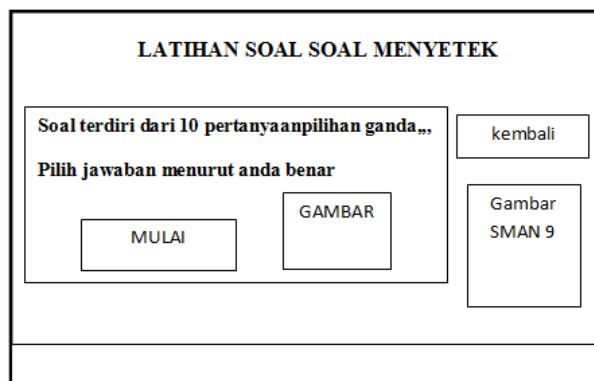 LATIHAN SOAL SOAL MENYETEK
Soal terdiri dari 10 pertanyaanpilihan ganda,,,
Pilih jawaban menurut anda benar
MULAI
GAMBAR
kembali
Gambar
SMAN 9